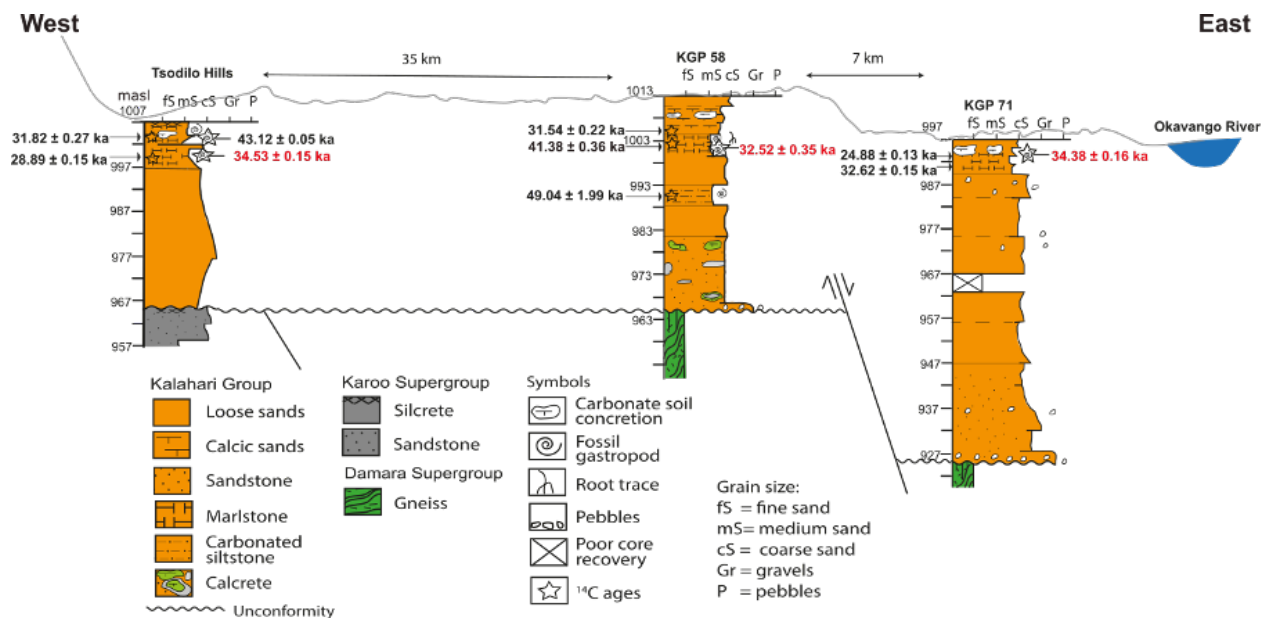 West
East
Tsodilo Hills
masl
1007
fS mS cS Gr P
31.82 ± 0.27 ka
43.12 ± 0.05 ka
28.89 ± 0.15 ka
34.53 ± 0.15 ka
997
987
977
967
957
35 km
KGP 58
fS mS cS Gr P
1013
31.54 ± 0.22 ka
1003
41.38 ± 0.36 ka
32.52 ± 0.35 ka
993
49.04 ± 1.99 ka
983
973
963
7 km
KGP 71
fS mS cS Gr P
997
Okavango River
24.88 ± 0.13 ka
34.38 ± 0.16 ka
32.62 ± 0.15 ka
987
977
967
957
947
937
927
Kalahari Group
Loose sands
Calcic sands
Sandstone
Marlstone
Carbonated
siltstone
Calcrete
Unconformity
Karoo Supergroup
Silcrete
Sandstone
Damara Supergroup
Gneiss
Symbols
Carbonate soil
concretion
Fossil
gastropod
Root trace
Pebbles
Poor core
recovery
¹⁴C ages
Grain size:
fS = fine sand
mS= medium sand
cS = coarse sand
Gr = gravels
P = pebbles